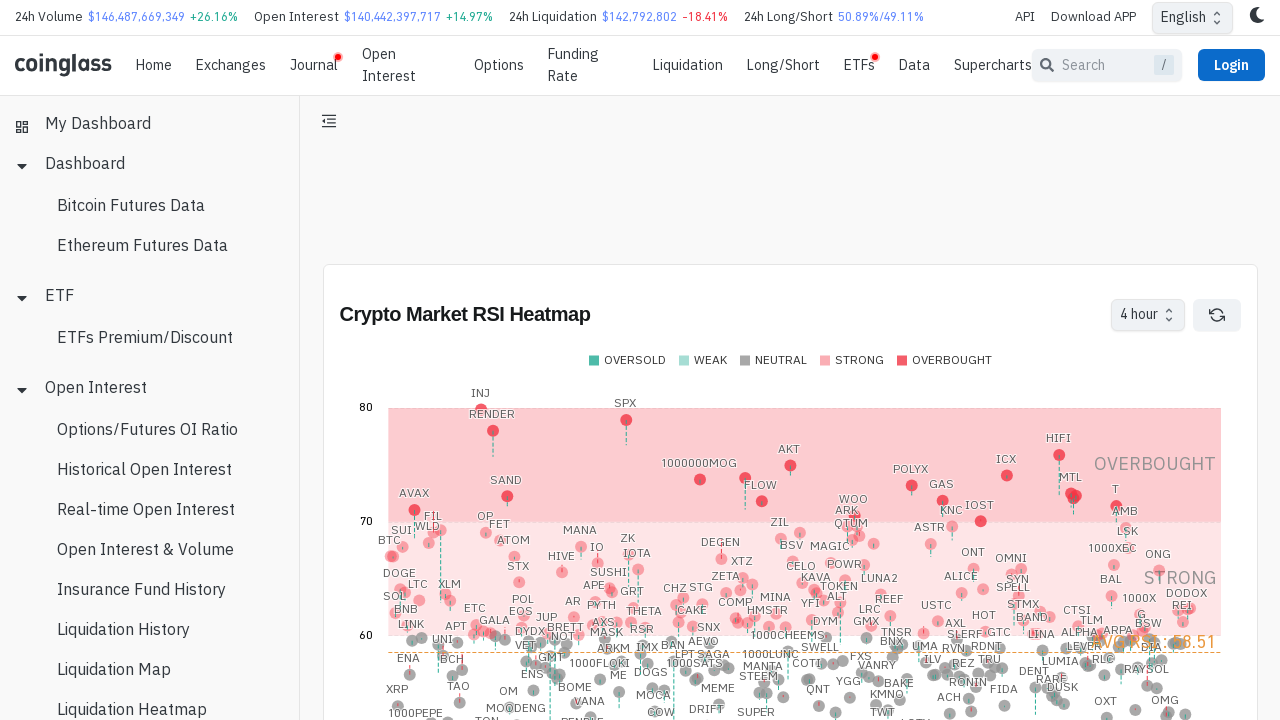 24h Volume $146,487,669,349 +26.16% Open Interest $140,442,397,717 +14.97% 24h Liquidation $142,792,802 -18.41% 24h Long/Short 50.89%/49.11% API Download APP English
coinglass Home Exchanges Journal Open Interest Options Funding Rate Liquidation Long/Short ETFs Data Supercharts Search / Login
My Dashboard
Dashboard
Bitcoin Futures Data
Ethereum Futures Data
ETF
ETFs Premium/Discount
Open Interest
Options/Futures OI Ratio
Historical Open Interest
Real-time Open Interest
Open Interest & Volume
Insurance Fund History
Liquidation History
Liquidation Map
Liquidation Heatmap
Crypto Market RSI Heatmap 4 hour
OVERSOLD WEAK NEUTRAL STRONG OVERBOUGHT
INJ
80 SPX
RENDER
HIFI
AKT
ICX OVERBOUGHT
1000000MOG
POLYX MTL
SAND FLOW GAS
AVAX T
WOO
IOST
ARK KNC AMB
FIL OP
70 FET ZIL QTUM
SUI WLD MANA ASTR LSK
BTC ATOM ZK DEGEN BSV MAGIC 1000XEC
HIVE IO IOTA XTZ ONT ONG
STX CELO POWR OMNI
DOGE SUSHI ZETA KAVA LUNA2 ALICE SYN BAL STRONG
LTC XLM APE GRT CHZ STG TOKEN SPELL
SOL POL AR PYTH COMP MINA YFI ALT REEF USTC STMX 1000X DODOX
BNB ETC EOS THETA CAKE HMSTR LRC CTSI REI
LINK APT GALA JUP AXS DYM GMX AXL HOT BAND TLM G
60 UNI DYDX BRETT MASK RSR SNX 1000CHEEMS TNSR SLERF GTC LINA ALPHA ARPA BSW
VET NOT ARKM IMX BAN AEVO SWELL BNX UMA RVN RDNT LEVER DIA
ENA BCH GMT 1000FLOKI LPT SAGA 1000LUNC FXS ILV REZ TRU LUMIA RLC
ENS ME DOGS 1000SATS MANTA COTI VANRY DENT RAYSOL
XRP TAO OM BOME MOCA MEME STEEM QNT YGG BAKE RONIN FIDA RARE DUSK
1000PEPE MOODENG VANA COW DRIFT SUPER KMNO ACH OXT OMG
TON TWT